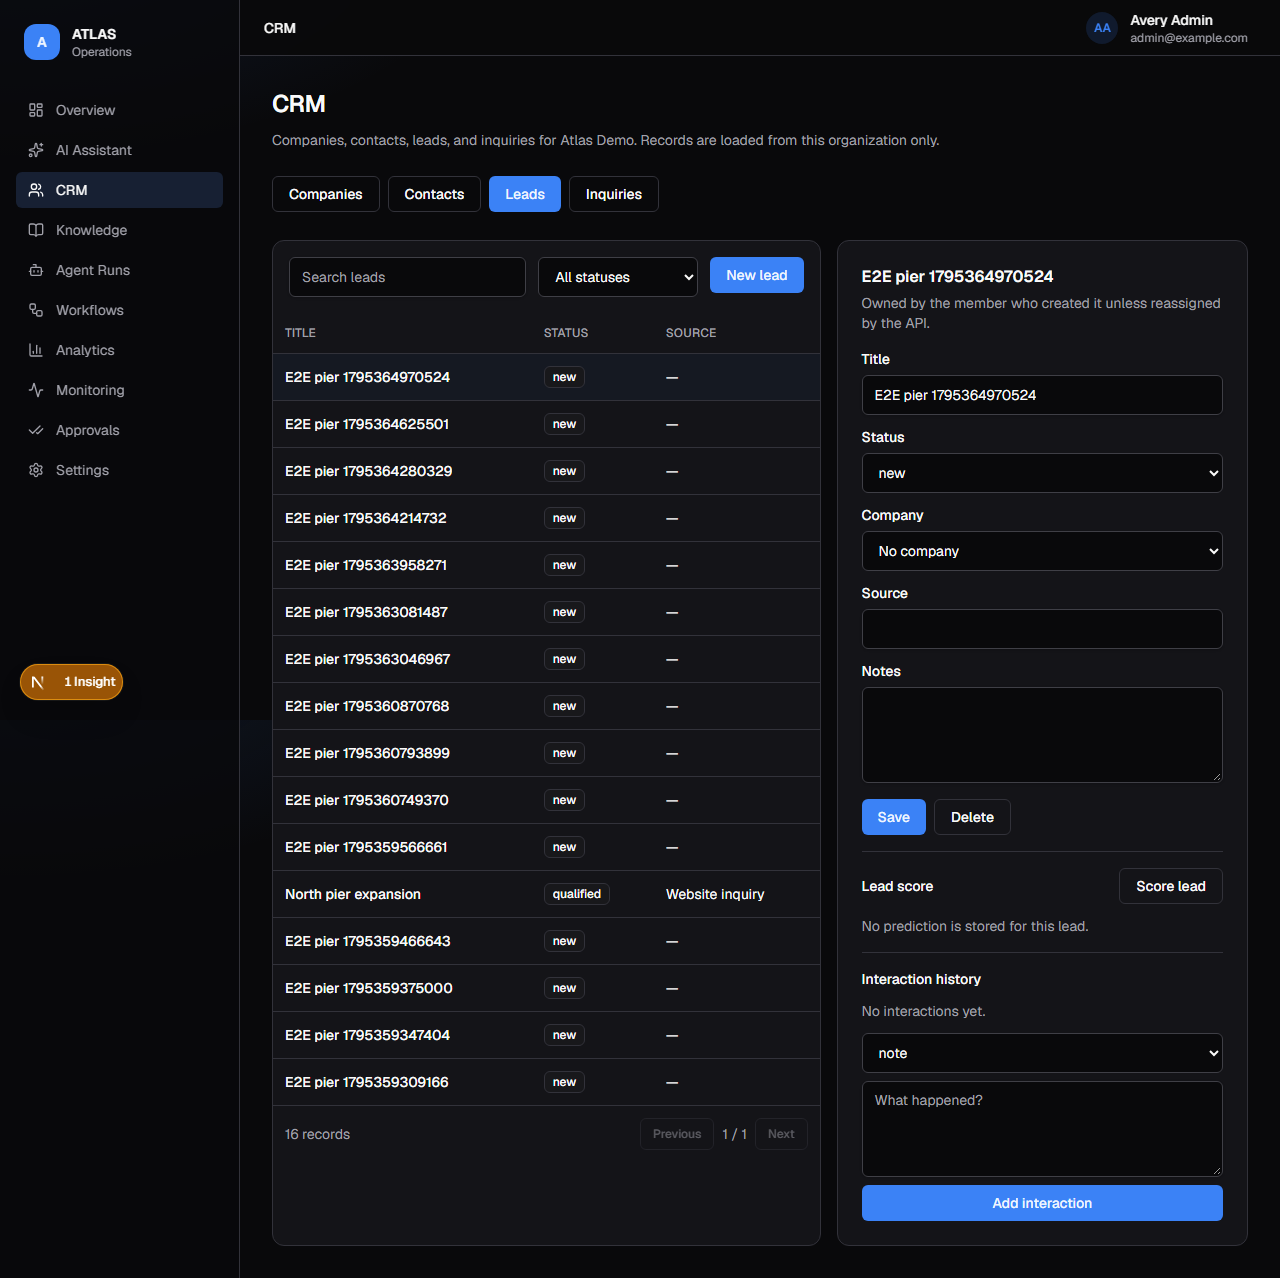 A
ATLAS
Operations
Overview
AI Assistant
CRM
Knowledge
Agent Runs
Workflows
Analytics
Monitoring
Approvals
Settings
N 1 Insight
CRM
AA
Avery Admin
admin@example.com
CRM
Companies, contacts, leads, and inquiries for Atlas Demo. Records are loaded from this organization only.
Companies Contacts Leads Inquiries
Search leads All statuses New lead
TITLE STATUS SOURCE
E2E pier 1795364970524 new —
E2E pier 1795364625501 new —
E2E pier 1795364280329 new —
E2E pier 1795364214732 new —
E2E pier 1795363958271 new —
E2E pier 1795363081487 new —
E2E pier 1795363046967 new —
E2E pier 1795360870768 new —
E2E pier 1795360793899 new —
E2E pier 1795360749370 new —
E2E pier 1795359566661 new —
North pier expansion qualified Website inquiry
E2E pier 1795359466643 new —
E2E pier 1795359375000 new —
E2E pier 1795359347404 new —
E2E pier 1795359309166 new —
16 records Previous 1 / 1 Next
E2E pier 1795364970524
Owned by the member who created it unless reassigned
by the API.
Title
E2E pier 1795364970524
Status
new
Company
No company
Source
Notes
Save Delete
Lead score Score lead
No prediction is stored for this lead.
Interaction history
No interactions yet.
note
What happened?
Add interaction